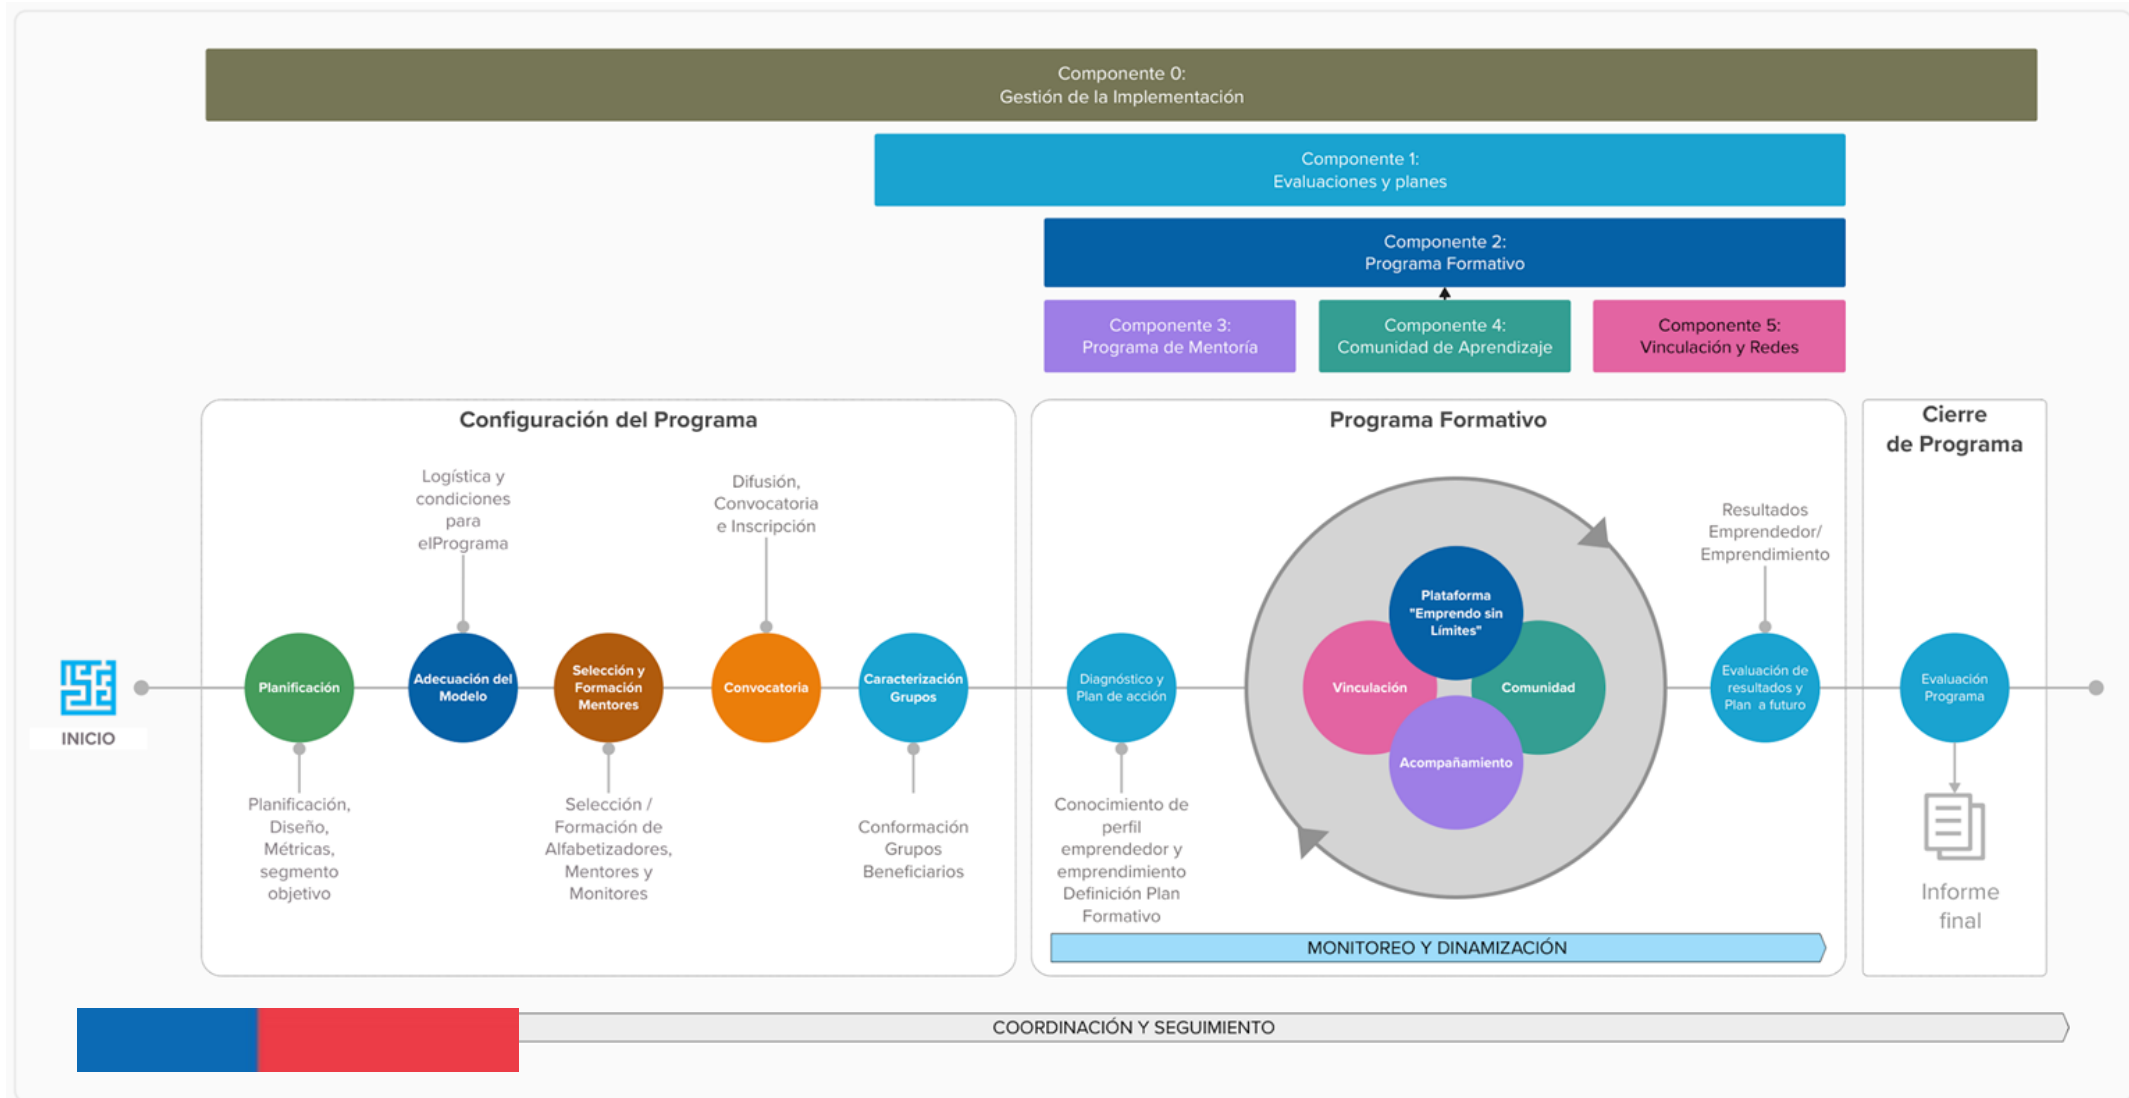 Componente 0:
Gestión de la Implementación
Componente 1:
Evaluaciones y planes
Componente 2:
Programa Formativo
Componente 3:
Programa de Mentoría
Componente 4:
Comunidad de Aprendizaje
Componente 5:
Vinculación y Redes
Configuración del Programa
Logística y
condiciones
para
elPrograma
Difusión,
Convocatoria
e Inscripción
INICIO
Planificación
Adecuación del
Modelo
Selección y
Formación
Mentores
Convocatoria
Caracterización
Grupos
Planificación,
Diseño,
Métricas,
segmento
objetivo
Selección /
Formación de
Alfabetizadores,
Mentores y
Monitores
Conformación
Grupos
Beneficiarios
Programa Formativo
Diagnóstico y
Plan de acción
Conocimiento de
perfil
emprendedor y
emprendimiento
Definición Plan
Formativo
Plataforma
"Emprendo sin
Límites"
Vinculación
Comunidad
Acompañamiento
Resultados
Emprendedor/
Emprendimiento
Evaluación de
resultados y
Plan a futuro
MONITOREO Y DINAMIZACIÓN
Cierre
de Programa
Evaluación
Programa
Informe
final
COORDINACIÓN Y SEGUIMIENTO